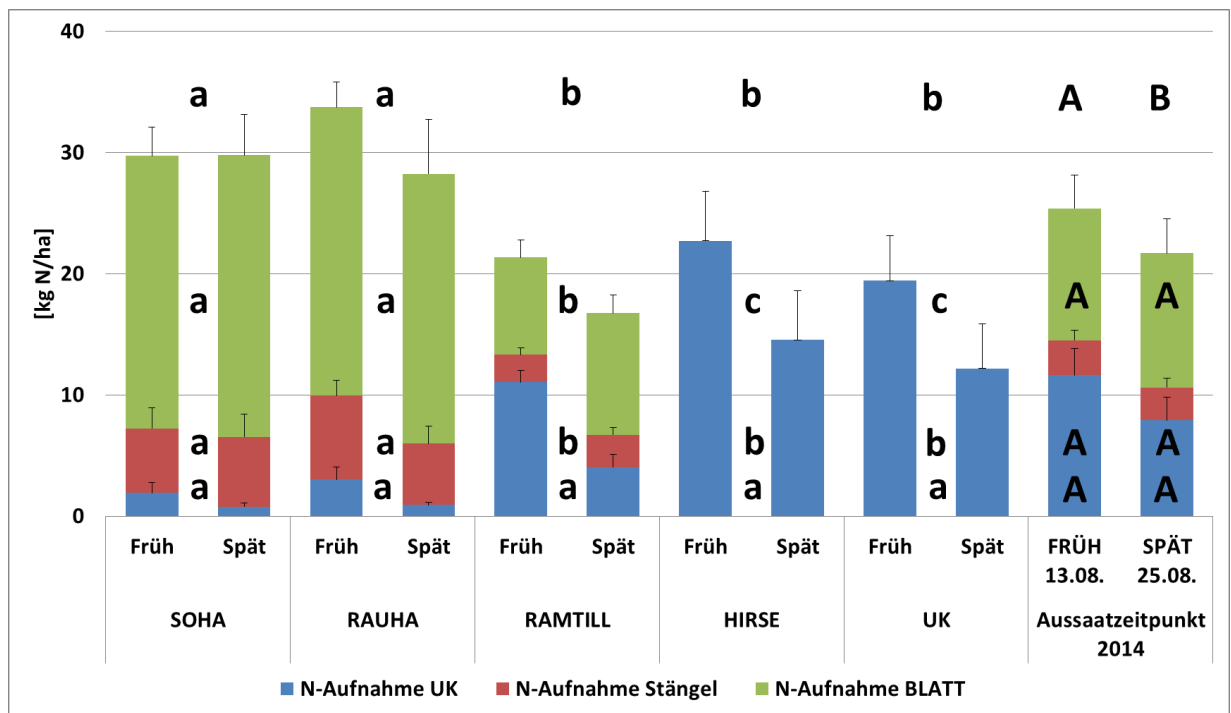 40
a a b b b A B
30
[kg N/ha]
20
a a b c c A A
10
a a b b b A A
a a a a a A A
0
Früh Spät Früh Spät Früh Spät Früh Spät Früh Spät FRÜH SPÄT
13.08. 25.08.
SOHA RAUHA RAMTILL HIRSE UK Aussaatzeitpunkt
2014
N-Aufnahme UK N-Aufnahme Stängel N-Aufnahme BLATT